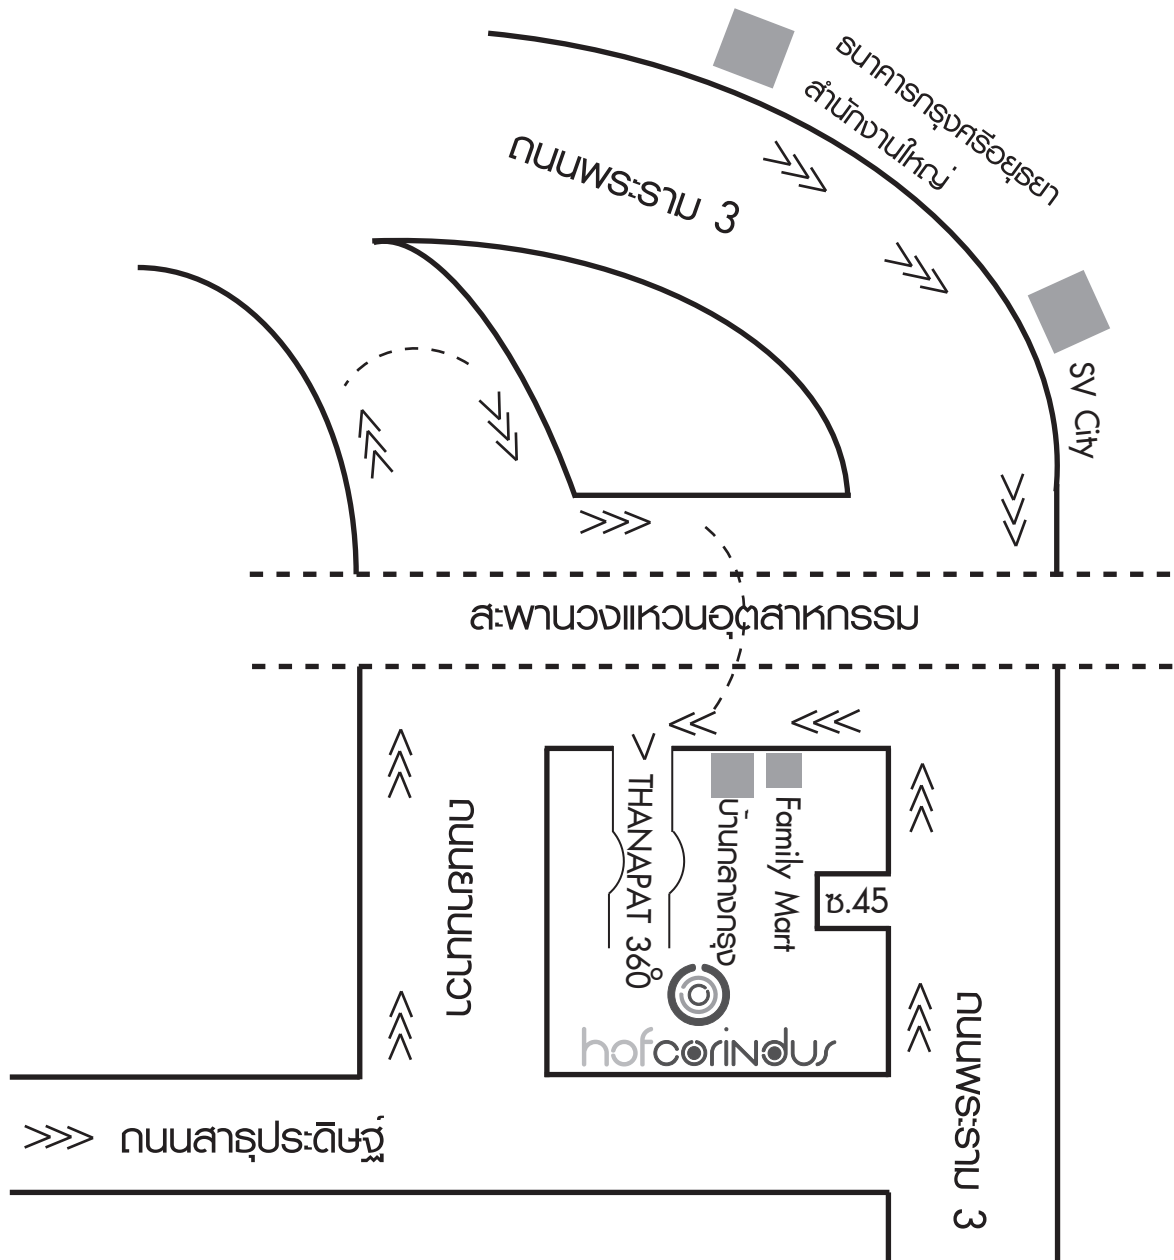 ธนาคารกรุงศรีอยุธยา
สำนักงานใหญ่
ถนนพระราม 3
SV City
สะพานวงแหวนอุตสาหกรรม
THANAPAT 360°
บ้านกลางกรุง
Family Mart
ซ.45
ถนนยานนาวา
hofcorindus
ถนนพระราม 3
ถนนสาธุประดิษฐ์